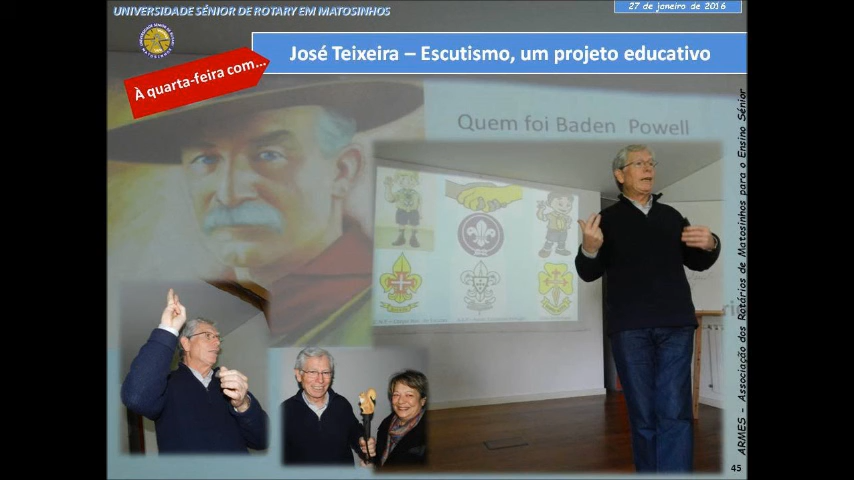 UNIVERSIDADE SÉNIOR DE ROTARY EM MATOSINHOS
27 de janeiro de 2016
À quarta-feira com...
José Teixeira – Escutismo, um projeto educativo
Quem foi Baden Powell
ARMES - Associação dos Rotários de Matosinhos para o Ensino Sénior
45